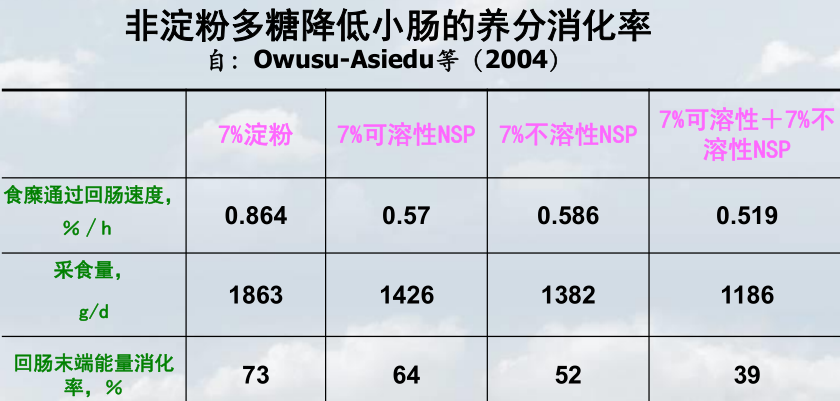 非淀粉多糖降低小肠的养分消化率
自：Owusu-Asiedu等（2004）
7%淀粉
7%可溶性NSP
7%不溶性NSP
7%可溶性＋7%不
溶性NSP
食糜通过回肠速度，
％／h
0.864
0.57
0.586
0.519
采食量，
g/d
1863
1426
1382
1186
回肠末端能量消化
率，％
73
64
52
39